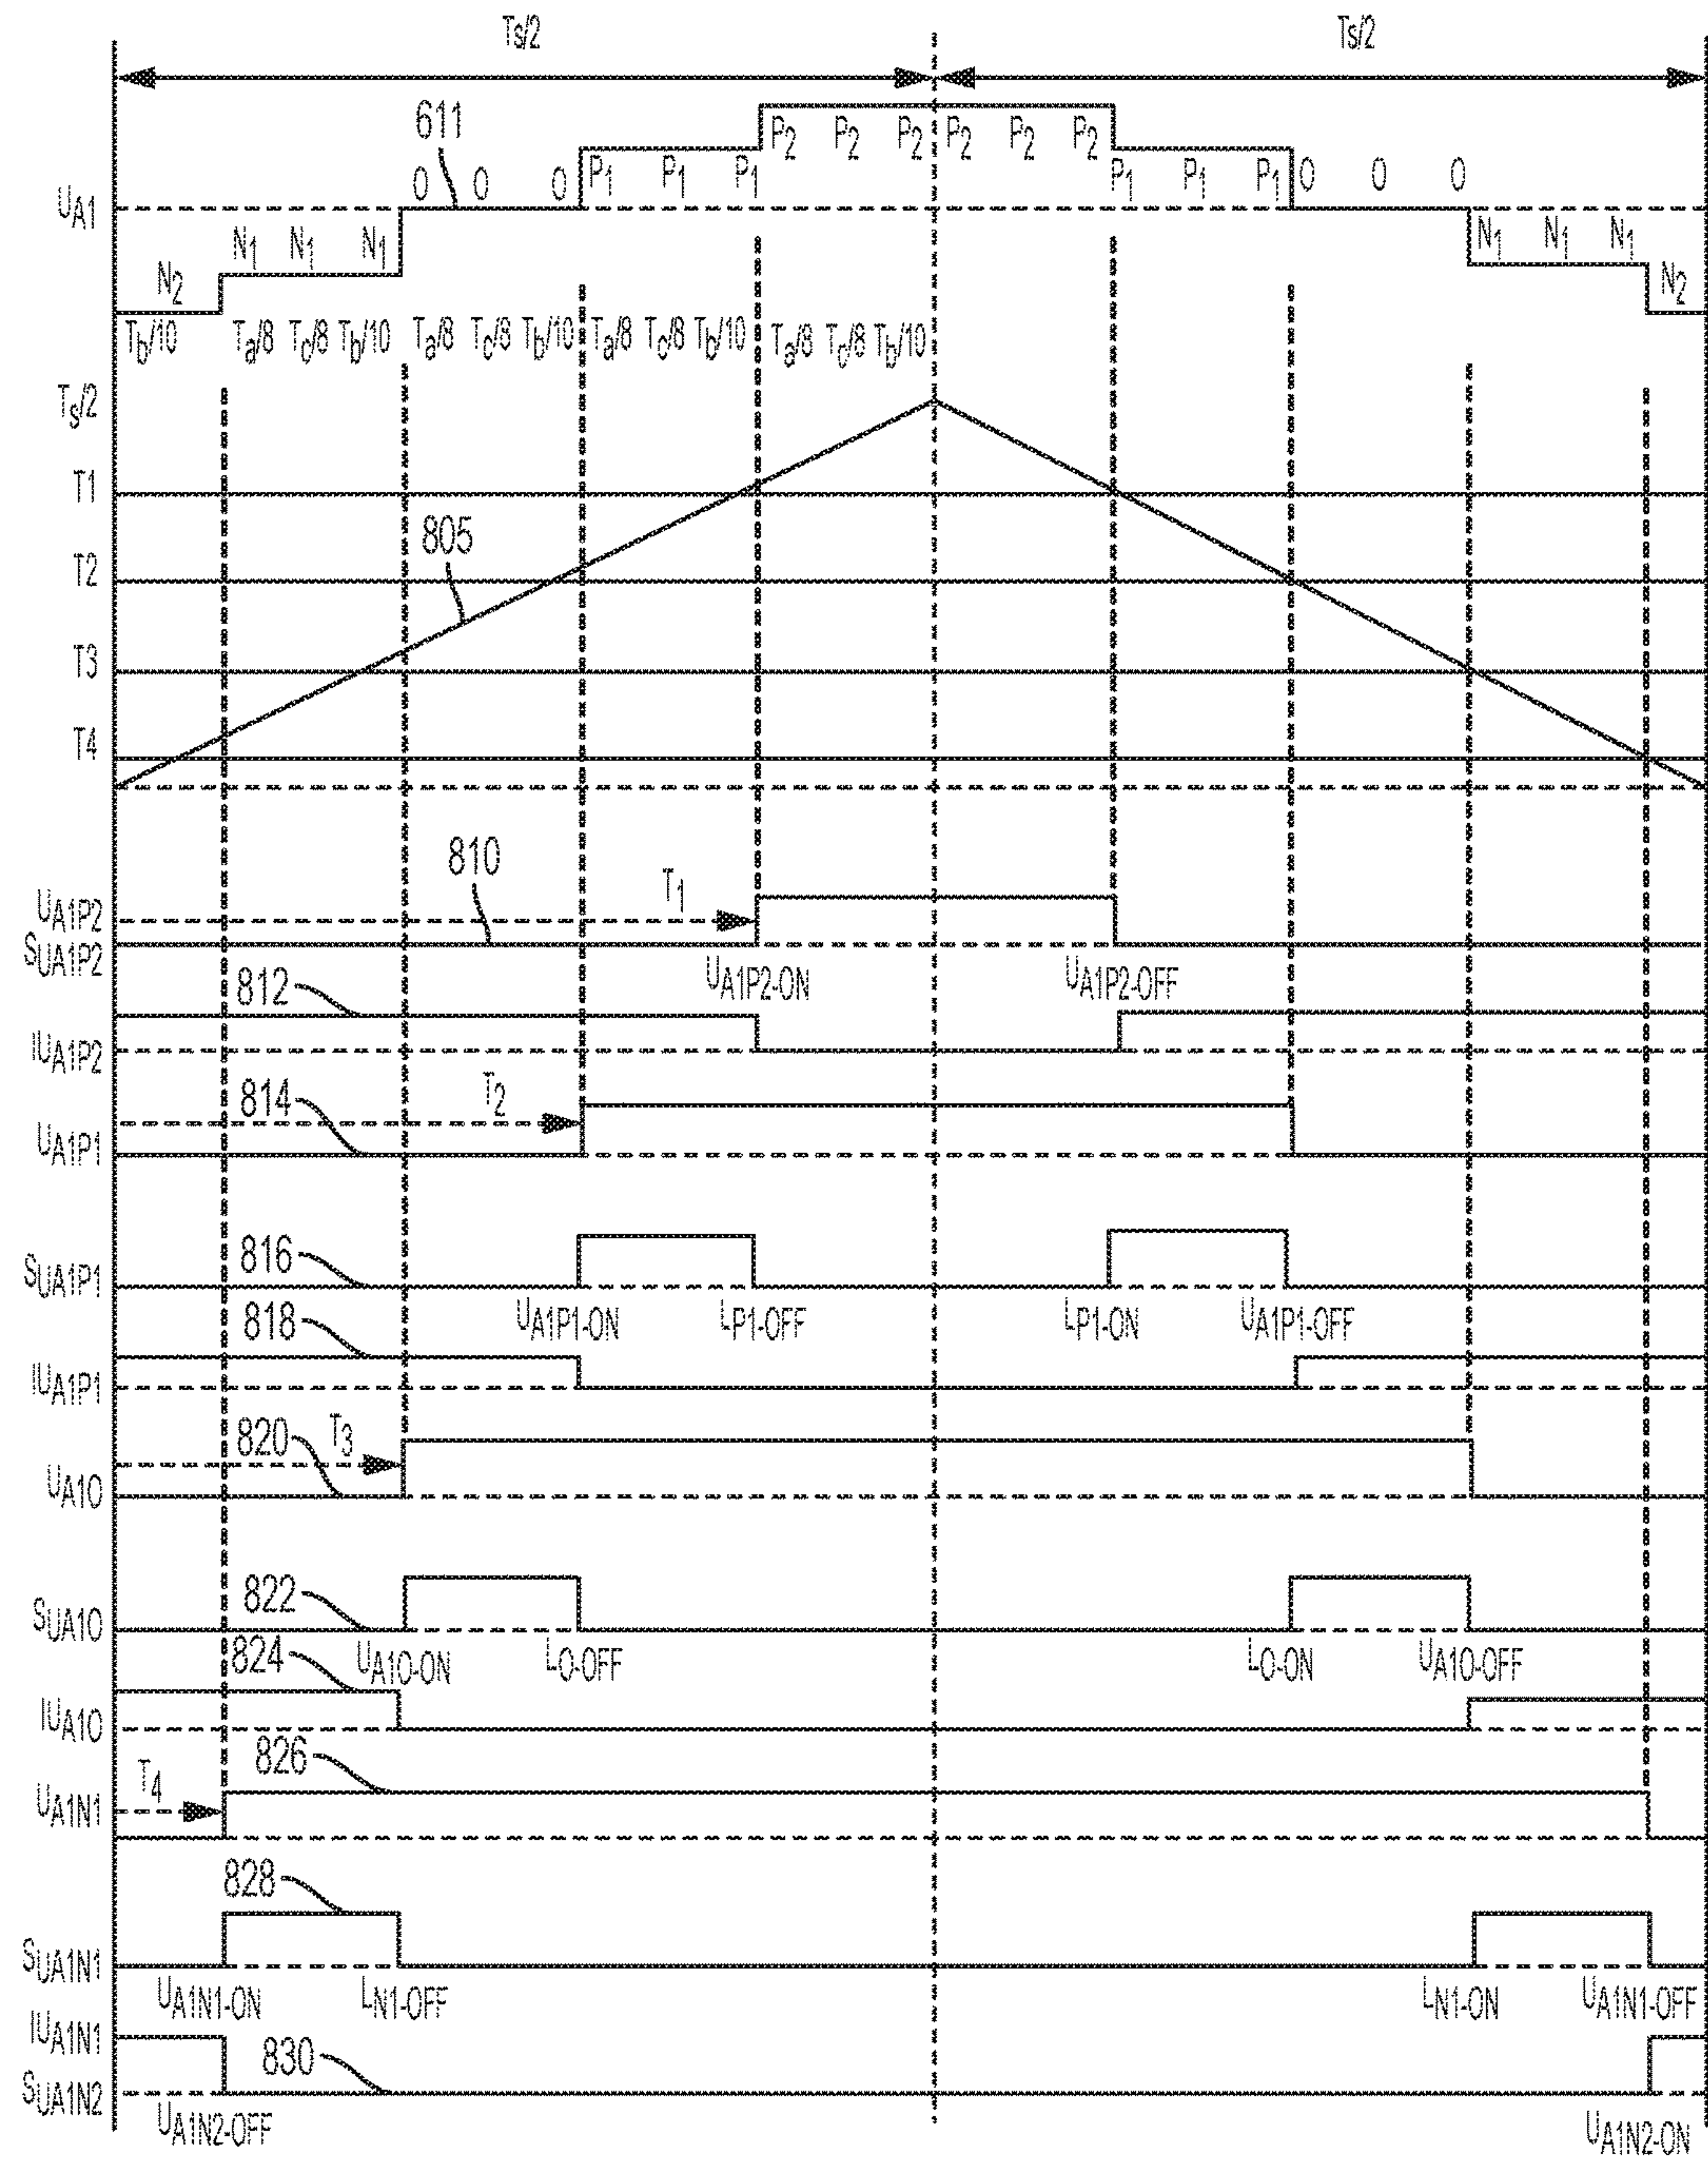 Ts/2 Ts/2
611
P2 P2 P2 P2 P2 P2
0 0 0 P1 P1 P1 P1 P1 P1 0 0 0
UA1
N1 N1 N1 N1 N1 N1
N2 N2
Tb/10 Ta/8 Tc/8 Tb/10 Ta/8 Tc/8 Tb/10 Ta/8 Tc/8 Tb/10 Ta/8 Tc/8 Tb/10
Ts/2
T1
805
T2
T3
T4
810
UA1P2 T1
SUA1P2
UA1P2-ON UA1P2-OFF
812
IUA1P2
814 T2
UA1P1
816
SUA1P1
UA1P1-ON LP1-OFF LP1-ON UA1P1-OFF
818
IUA1P1
820 T3
UA1O
822
SUA1O
UA1O-ON LO-OFF LO-ON UA1O-OFF
824
IUA1O
826
T4
UA1N1
828
SUA1N1
UA1N1-ON LN1-OFF LN1-ON UA1N1-OFF
IUA1N1
830
SUA1N2
UA1N2-OFF UA1N2-ON